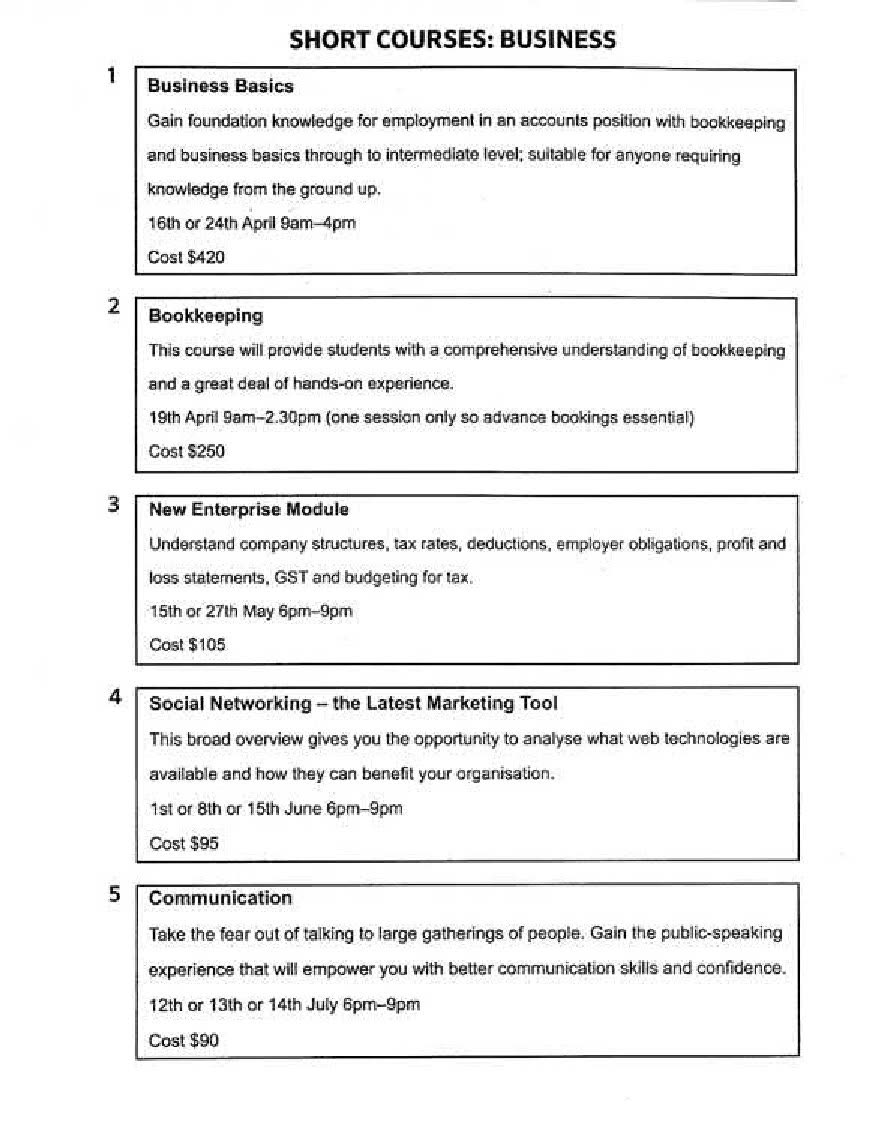 SHORT COURSES: BUSINESS
1
Business Basics
Gain foundation knowledge for employment in an accounts position with bookkeeping
and business basics through to intermediate level; suitable for anyone requiring
knowledge from the ground up.
16th or 24th April 9am–4pm
Cost $420
2
Bookkeeping
This course will provide students with a comprehensive understanding of bookkeeping
and a great deal of hands-on experience.
19th April 9am–2.30pm (one session only so advance bookings essential)
Cost $250
3
New Enterprise Module
Understand company structures, tax rates, deductions, employer obligations, profit and
loss statements, GST and budgeting for tax.
15th or 27th May 6pm–9pm
Cost $105
4
Social Networking – the Latest Marketing Tool
This broad overview gives you the opportunity to analyse what web technologies are
available and how they can benefit your organisation.
1st or 8th or 15th June 6pm–9pm
Cost $95
5
Communication
Take the fear out of talking to large gatherings of people. Gain the public-speaking
experience that will empower you with better communication skills and confidence.
12th or 13th or 14th July 6pm–9pm
Cost $90